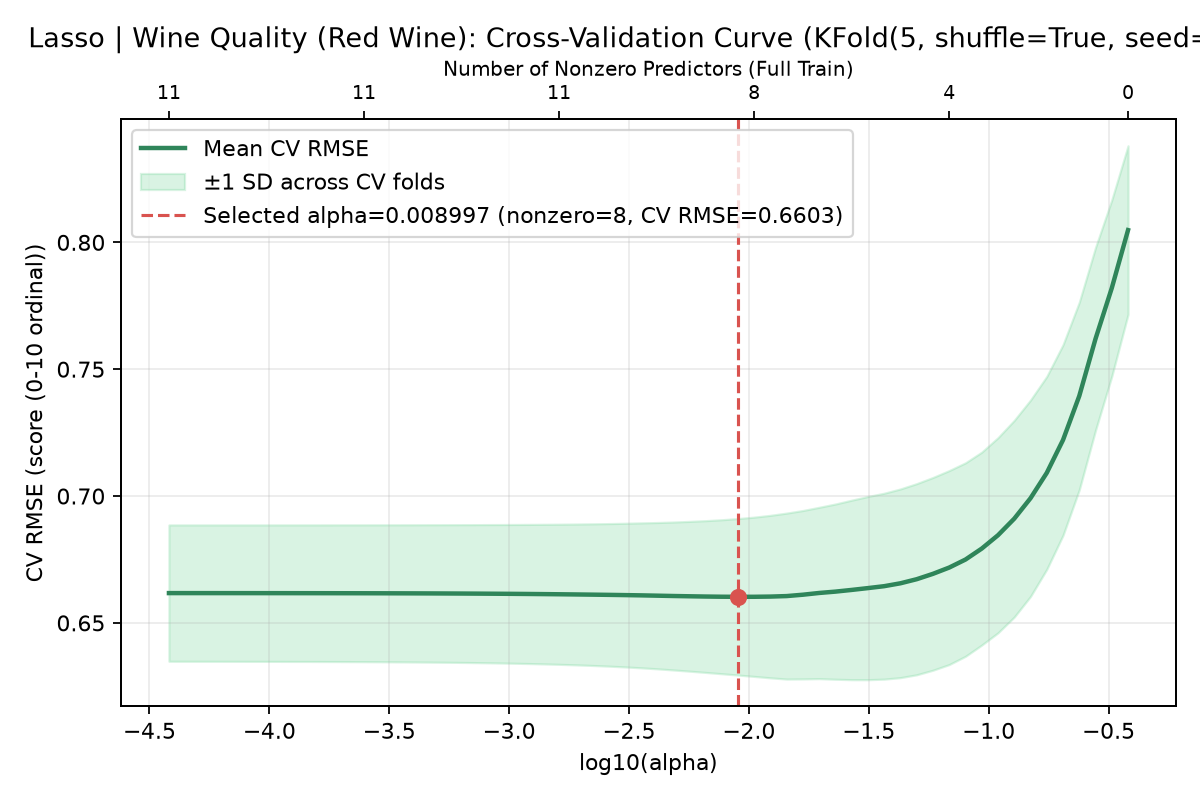 Lasso | Wine Quality (Red Wine): Cross-Validation Curve (KFold(5, shuffle=True, seed=
Number of Nonzero Predictors (Full Train)
11 11 11 8 4 0
Mean CV RMSE
±1 SD across CV folds
Selected alpha=0.008997 (nonzero=8, CV RMSE=0.6603)
CV RMSE (score (0-10 ordinal))
0.80
0.75
0.70
0.65
−4.5 −4.0 −3.5 −3.0 −2.5 −2.0 −1.5 −1.0 −0.5
log10(alpha)